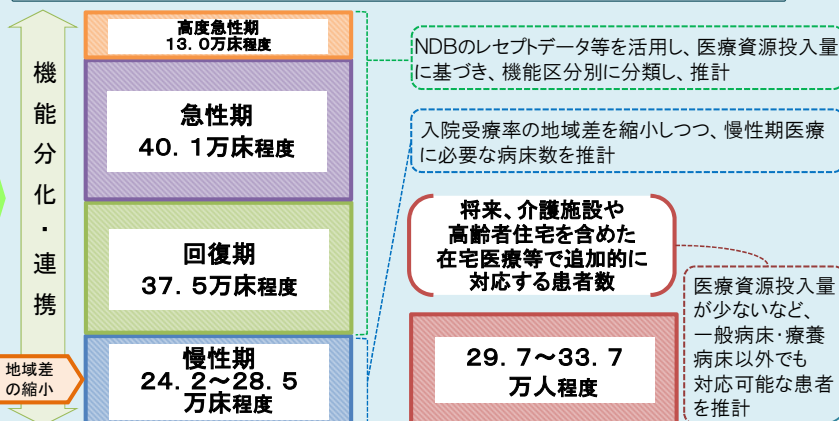 機能分化・連携
地域差
の縮小
高度急性期
13.0万床程度
急性期
40.1万床程度
回復期
37.5万床程度
慢性期
24.2～28.5
万床程度
NDBのレセプトデータ等を活用し、医療資源投入量
に基づき、機能区分別に分類し、推計
入院受療率の地域差を縮小しつつ、慢性期医療
に必要な病床数を推計
将来、介護施設や
高齢者住宅を含めた
在宅医療等で追加的に
対応する患者数
29.7～33.7
万人程度
医療資源投入量
が少ないなど、
一般病床・療養
病床以外でも
対応可能な患者
を推計